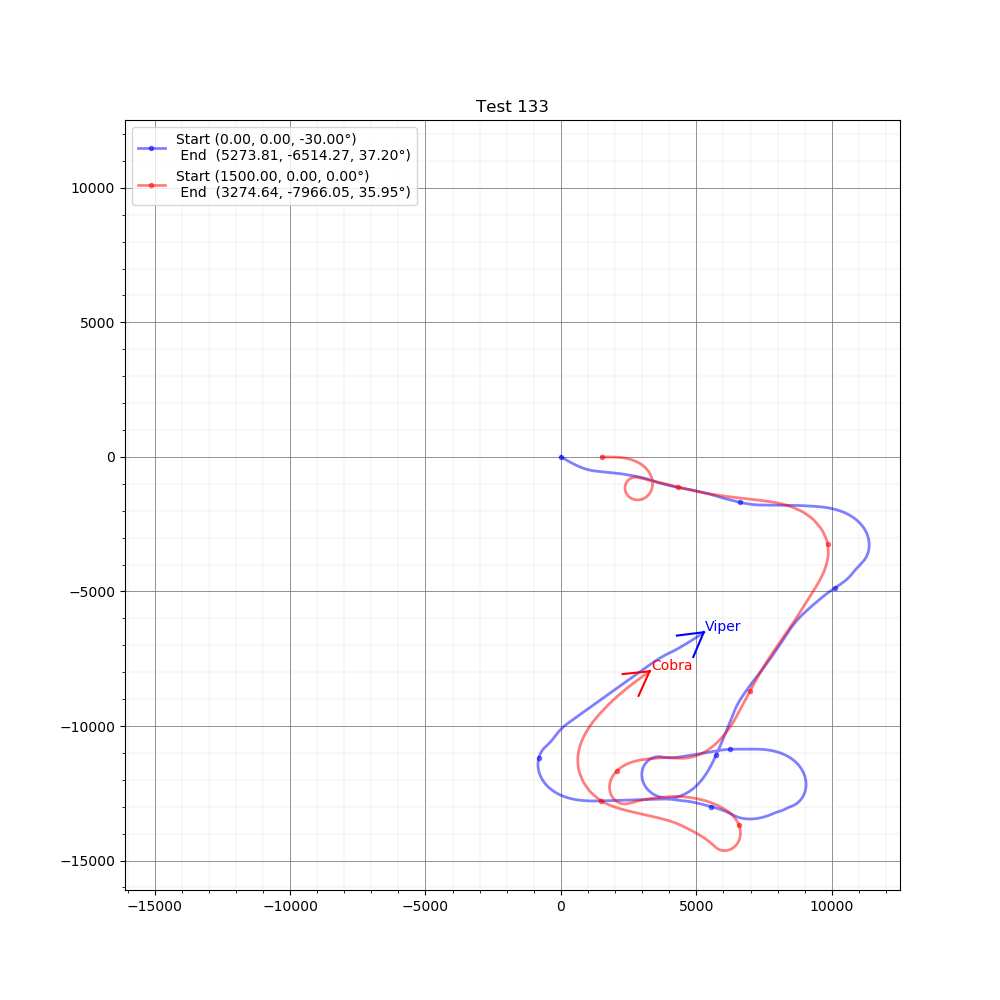 Test 133
Start (0.00, 0.00, -30.00°)
End (5273.81, -6514.27, 37.20°)
Start (1500.00, 0.00, 0.00°)
End (3274.64, -7966.05, 35.95°)
10000
5000
0
−5000
−10000
−15000
Viper
Cobra
−15000
−10000
−5000
0
5000
10000